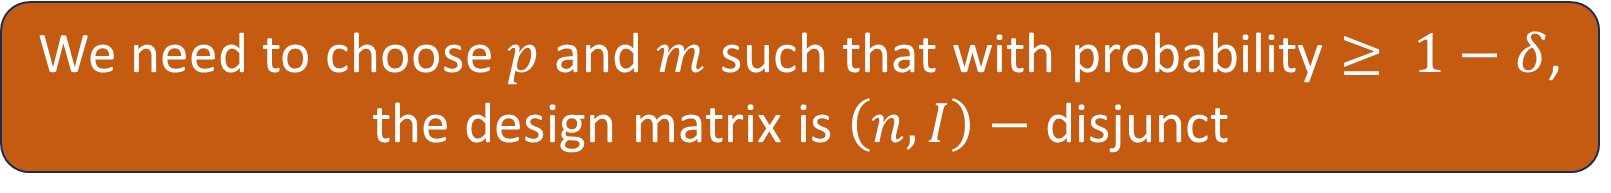 We need to choose p and m such that with probability ≥ 1 − δ,
the design matrix is (n, I) − disjunct